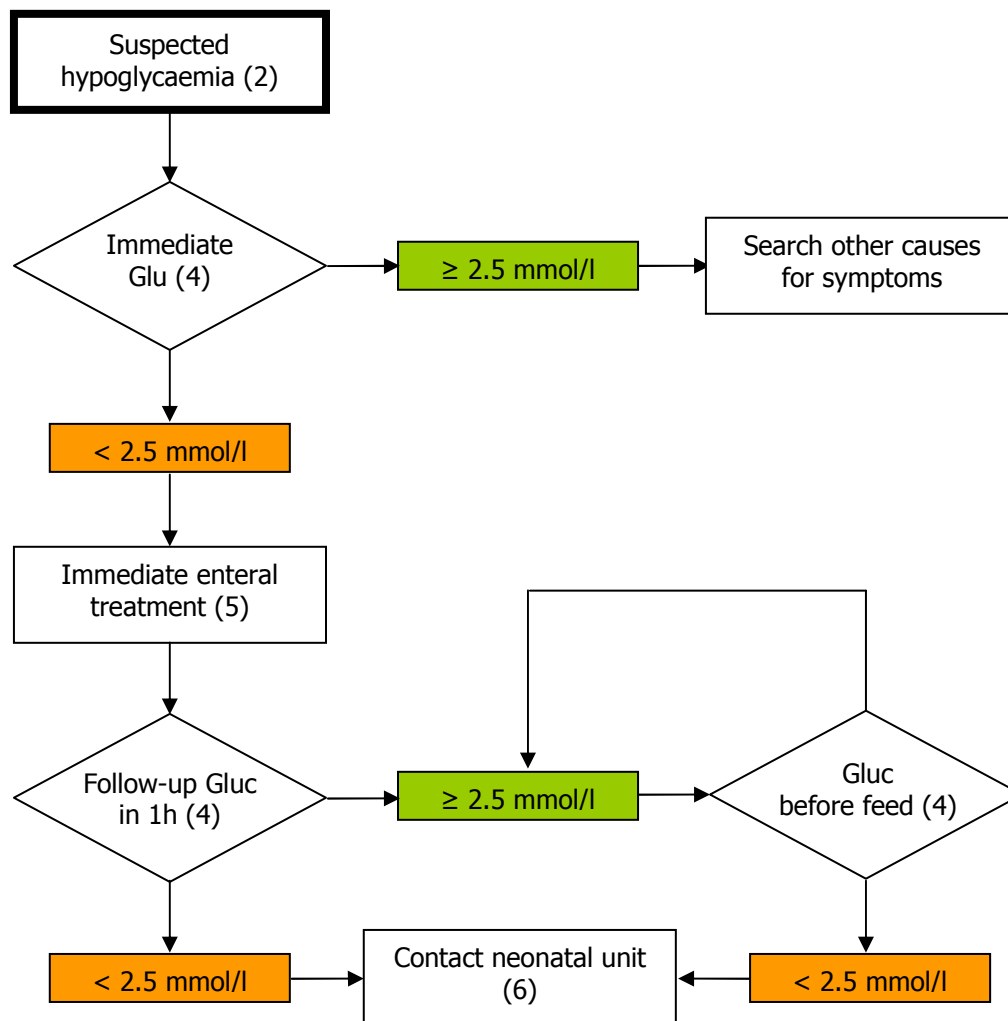 Suspected
hypoglycaemia (2)
Immediate
Glu (4)
≥ 2.5 mmol/l
Search other causes
for symptoms
< 2.5 mmol/l
Immediate enteral
treatment (5)
Follow-up Gluc
in 1h (4)
≥ 2.5 mmol/l
Gluc
before feed (4)
< 2.5 mmol/l
Contact neonatal unit
(6)
< 2.5 mmol/l